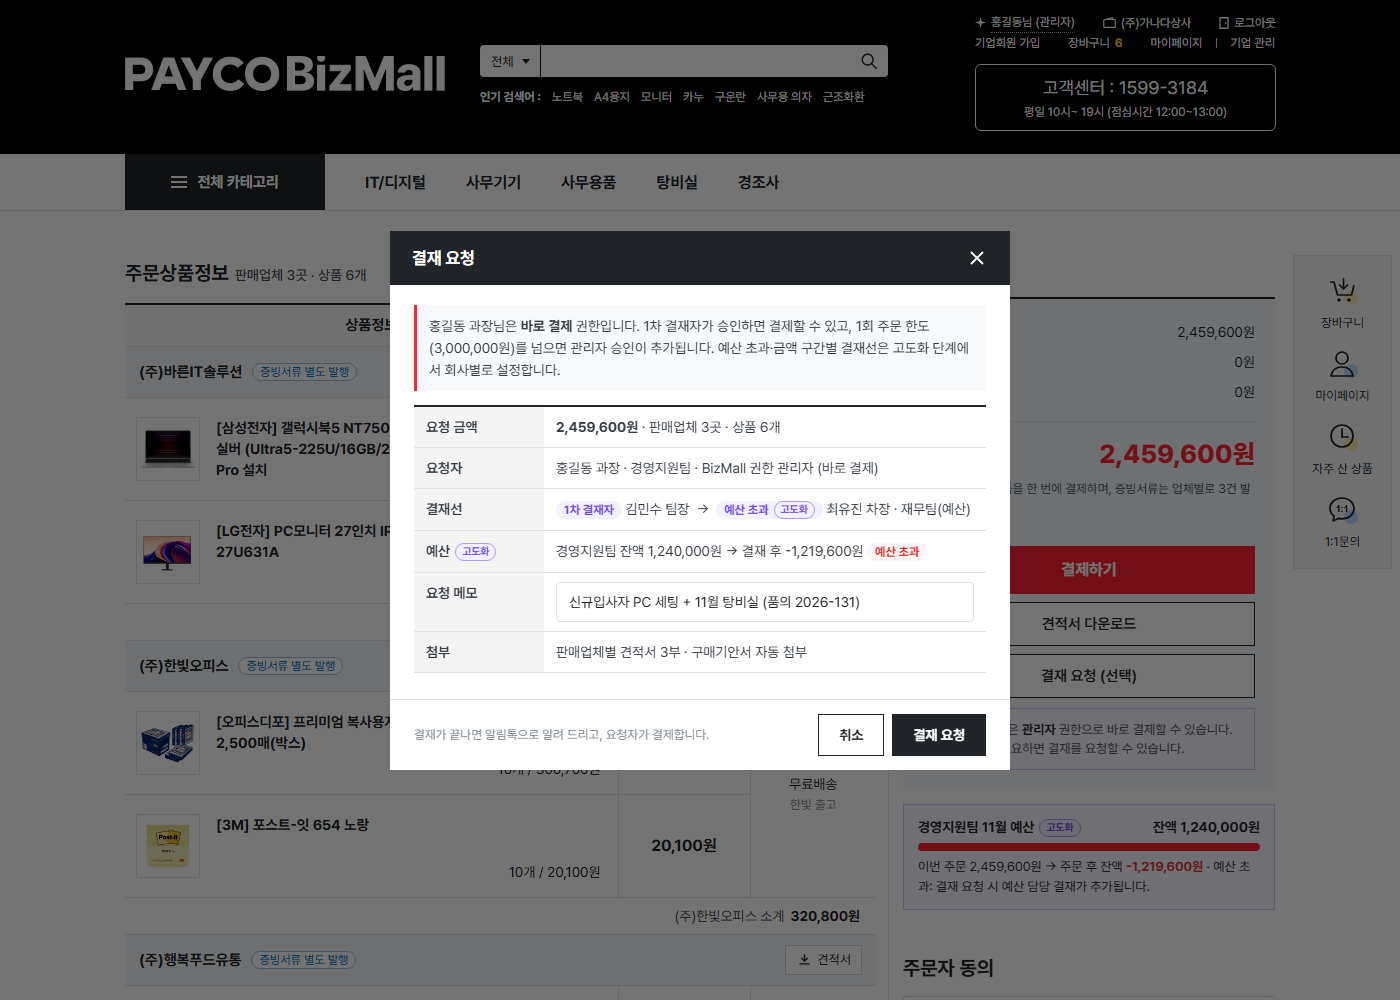 홍길동님 (관리자)
(주)가나다상사
로그아웃
기업회원 가입
장바구니 6
마이페이지
기업 관리
PAYCO BizMall
전체
인기 검색어 :
노트북
A4용지
모니터
카누
구운란
사무용 의자
근조화환
고객센터 : 1599-3184
평일 10시~ 19시 (점심시간 12:00~13:00)
전체 카테고리
IT/디지털
사무기기
사무용품
탕비실
경조사
주문상품정보 판매업체 3곳 · 상품 6개
상품정보
(주)바른IT솔루션
증빙서류 별도 발행
[삼성전자] 갤럭시북5 NT750
실버 (Ultra5-225U/16GB/2
Pro 설치
[LG전자] PC모니터 27인치 IP
27U631A
(주)한빛오피스
증빙서류 별도 발행
[오피스디포] 프리미엄 복사용지
2,500매(박스)
무료배송
한빛 출고
[3M] 포스트-잇 654 노랑
Post-it
10개 / 20,100원
20,100원
(주)한빛오피스 소계 320,800원
(주)행복푸드유통
증빙서류 별도 발행
견적서
결재 요청
홍길동 과장님은 바로 결제 권한입니다. 1차 결재자가 승인하면 결제할 수 있고, 1회 주문 한도
(3,000,000원)를 넘으면 관리자 승인이 추가됩니다. 예산 초과·금액 구간별 결재선은 고도화 단계에
서 회사별로 설정합니다.
요청 금액
2,459,600원 · 판매업체 3곳 · 상품 6개
요청자
홍길동 과장 · 경영지원팀 · BizMall 권한 관리자 (바로 결제)
결재선
1차 결재자 김민수 팀장 → 예산 초과 고도화 최유진 차장 · 재무팀(예산)
예산 고도화
경영지원팀 잔액 1,240,000원 → 결재 후 -1,219,600원 예산 초과
요청 메모
신규입사자 PC 세팅 + 11월 탕비실 (품의 2026-131)
첨부
판매업체별 견적서 3부 · 구매기안서 자동 첨부
결재가 끝나면 알림톡으로 알려 드리고, 요청자가 결제합니다.
취소
결재 요청
2,459,600원
0원
0원
2,459,600원
을 한 번에 결제하며, 증빙서류는 업체별로 3건 발
결제하기
견적서 다운로드
결재 요청 (선택)
은 관리자 권한으로 바로 결제할 수 있습니다.
요하면 결재를 요청할 수 있습니다.
경영지원팀 11월 예산 고도화
잔액 1,240,000원
이번 주문 2,459,600원 → 주문 후 잔액 -1,219,600원 · 예산 초
과: 결재 요청 시 예산 담당 결재가 추가됩니다.
주문자 동의
장바구니
마이페이지
자주 산 상품
1:1
1:1문의